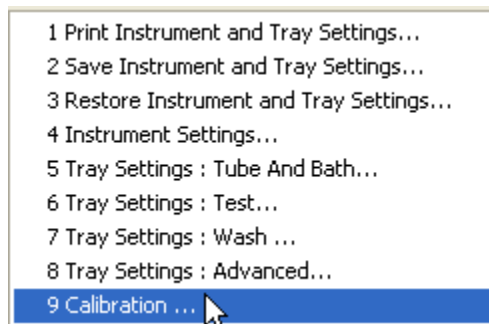 1 Print Instrument and Tray Settings...
2 Save Instrument and Tray Settings...
3 Restore Instrument and Tray Settings...
4 Instrument Settings...
5 Tray Settings : Tube And Bath...
6 Tray Settings : Test...
7 Tray Settings : Wash ...
8 Tray Settings : Advanced...
9 Calibration ...